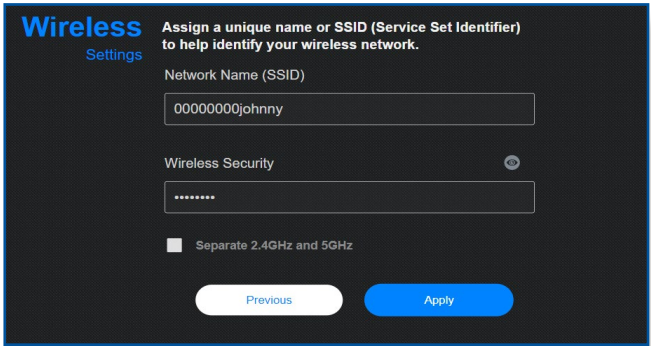 Wireless
Settings
Assign a unique name or SSID (Service Set Identifier)
to help identify your wireless network.
Network Name (SSID)
00000000johnny
Wireless Security
••••••••
Separate 2.4GHz and 5GHz
Previous
Apply